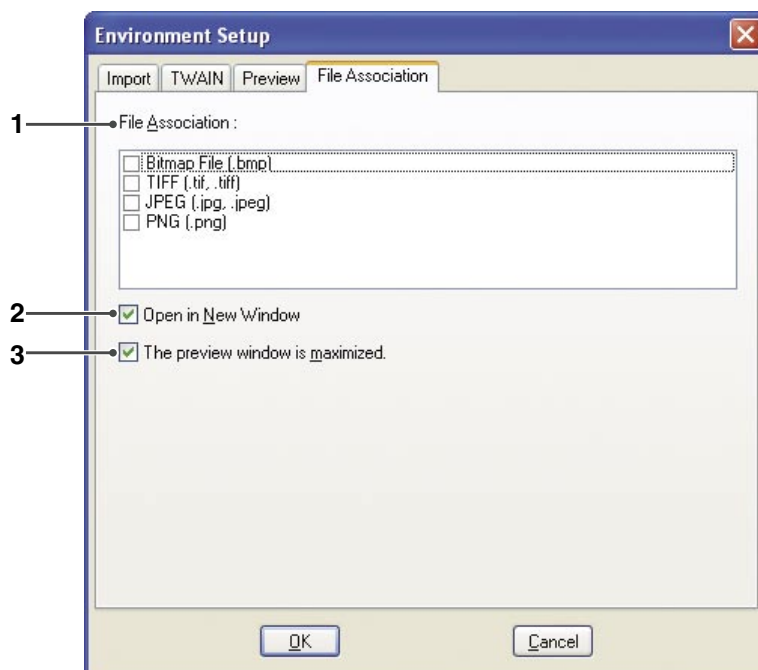 Environment Setup
Import TWAIN Preview File Association
1 File Association :
Bitmap File (.bmp)
TIFF (.tif, .tiff)
JPEG (.jpg, .jpeg)
PNG (.png)
2 Open in New Window
3 The preview window is maximized.
OK Cancel